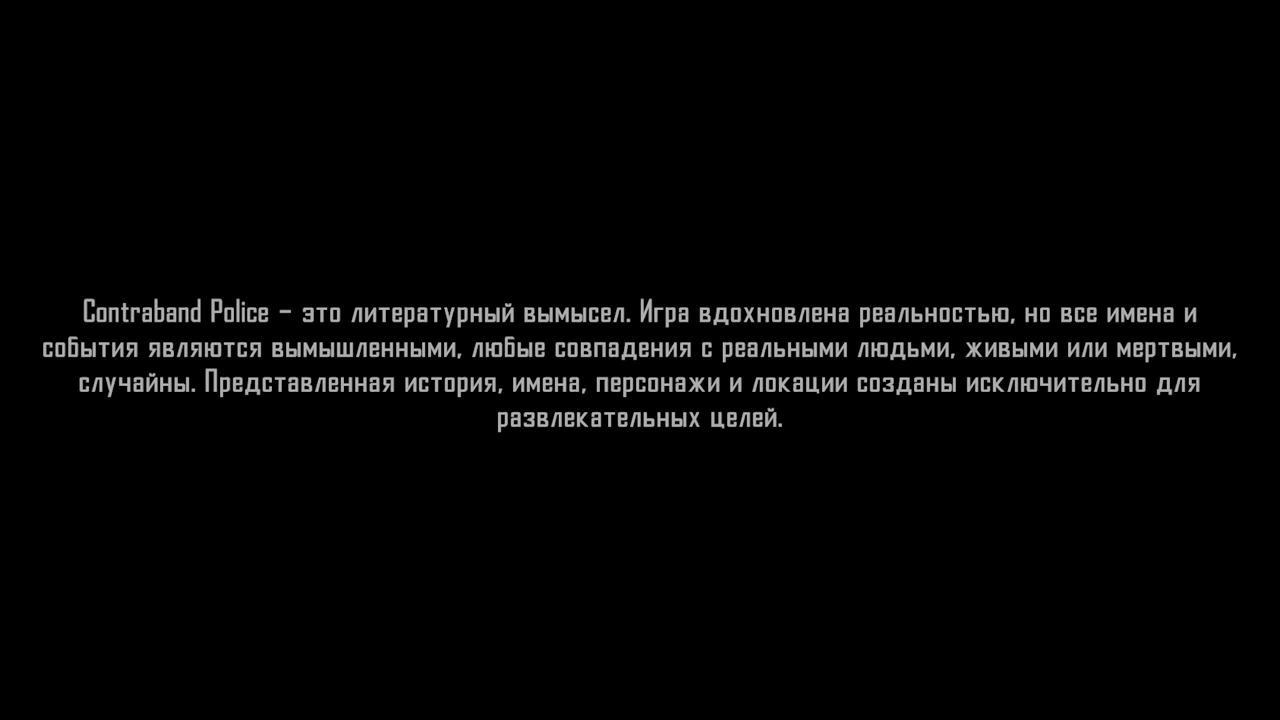 Contraband Police – это литературный вымысел. Игра вдохновлена реальностью, но все имена и
события являются вымышленными, любые совпадения с реальными людьми, живыми или мертвыми,
случайны. Представленная история, имена, персонажи и локации созданы исключительно для
развлекательных целей.